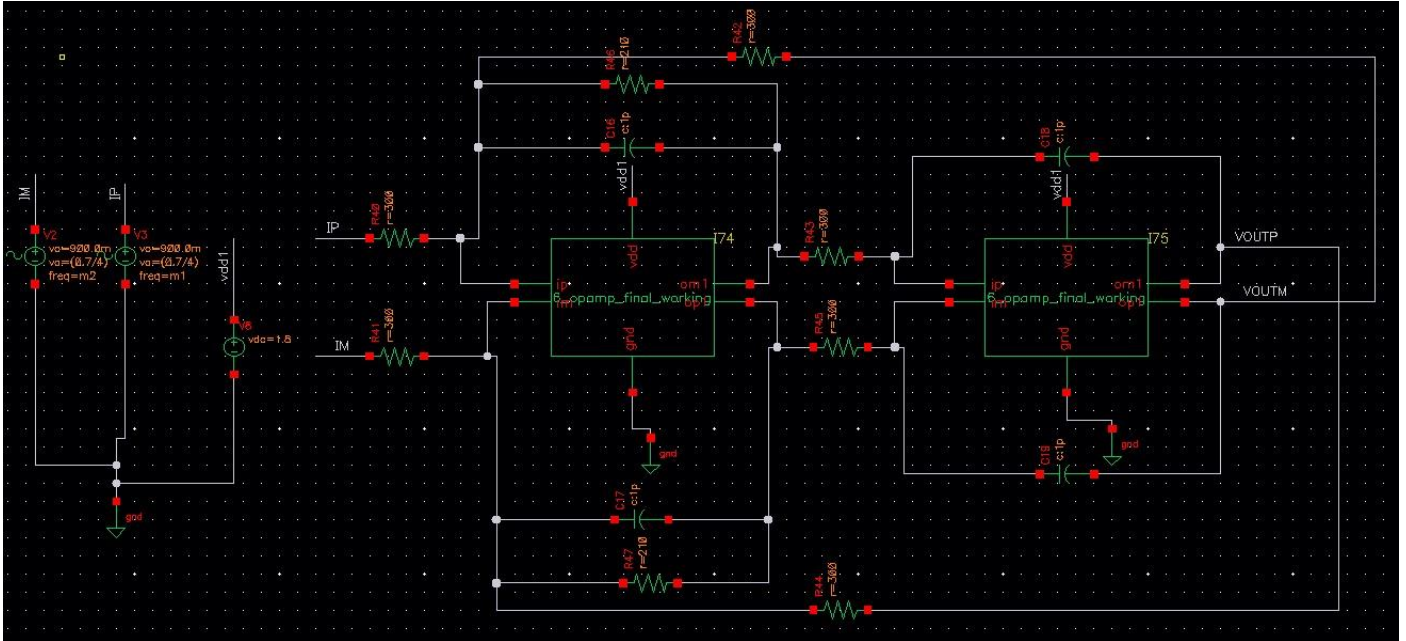 R42
r=300
R46
r=210
C16
c:1p
vdd1
C18
c:1p
vdd1
IM
IP
V2
vo=900.0m
va=(0.7/4)
freq=m2
V3
vo=900.0m
va=(0.7/4)
freq=m1
vdd1
V8
vdc=1.8
gnd
IP
R40
r=300
IM
R41
r=300
I74
vdd
ip
im
6_opamp_final_working
om1
op1
gnd
gnd
R43
r=300
R45
r=300
I75
vdd
ip
im
6_opamp_final_working
om1
op1
gnd
gnd
VOUTP
VOUTM
C19
c:1p
C17
c:1p
R47
r=210
R44
r=300